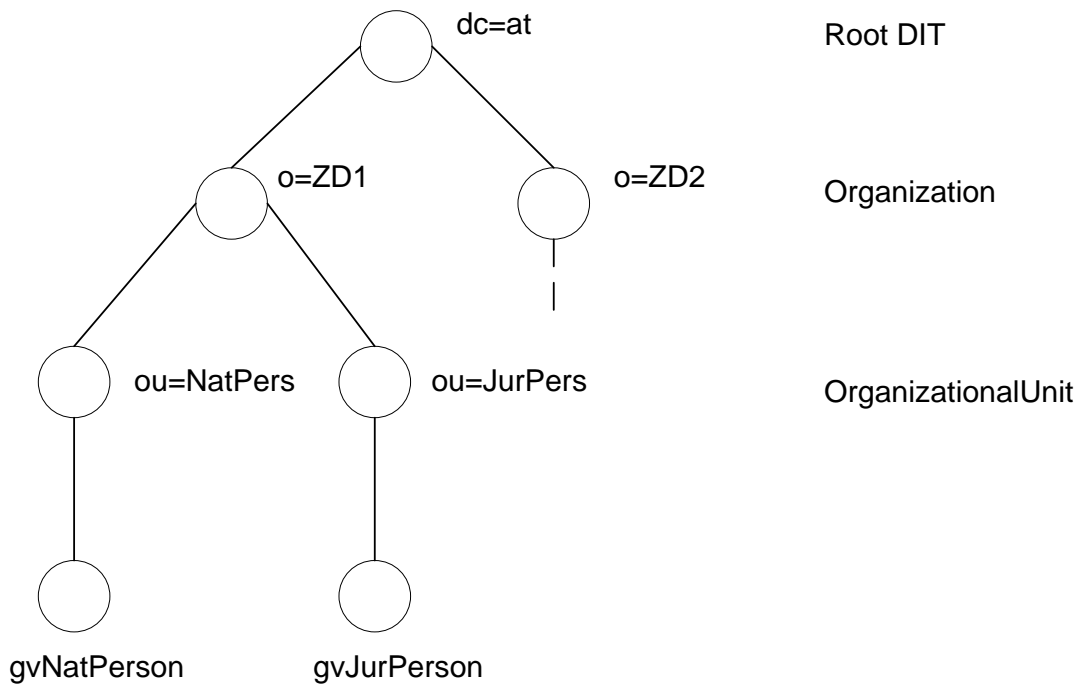 dc=at
Root DIT
o=ZD1
o=ZD2
Organization
ou=NatPers
ou=JurPers
OrganizationalUnit
gvNatPerson
gvJurPerson